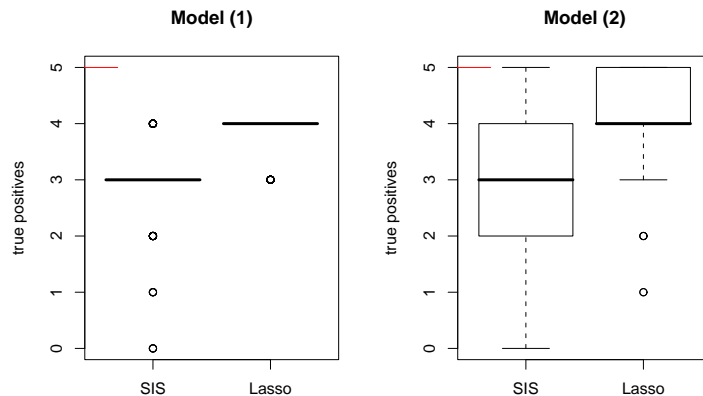 Model (1)
true positives
5
4
3
2
1
0
SIS
Lasso
Model (2)
true positives
5
4
3
2
1
0
SIS
Lasso